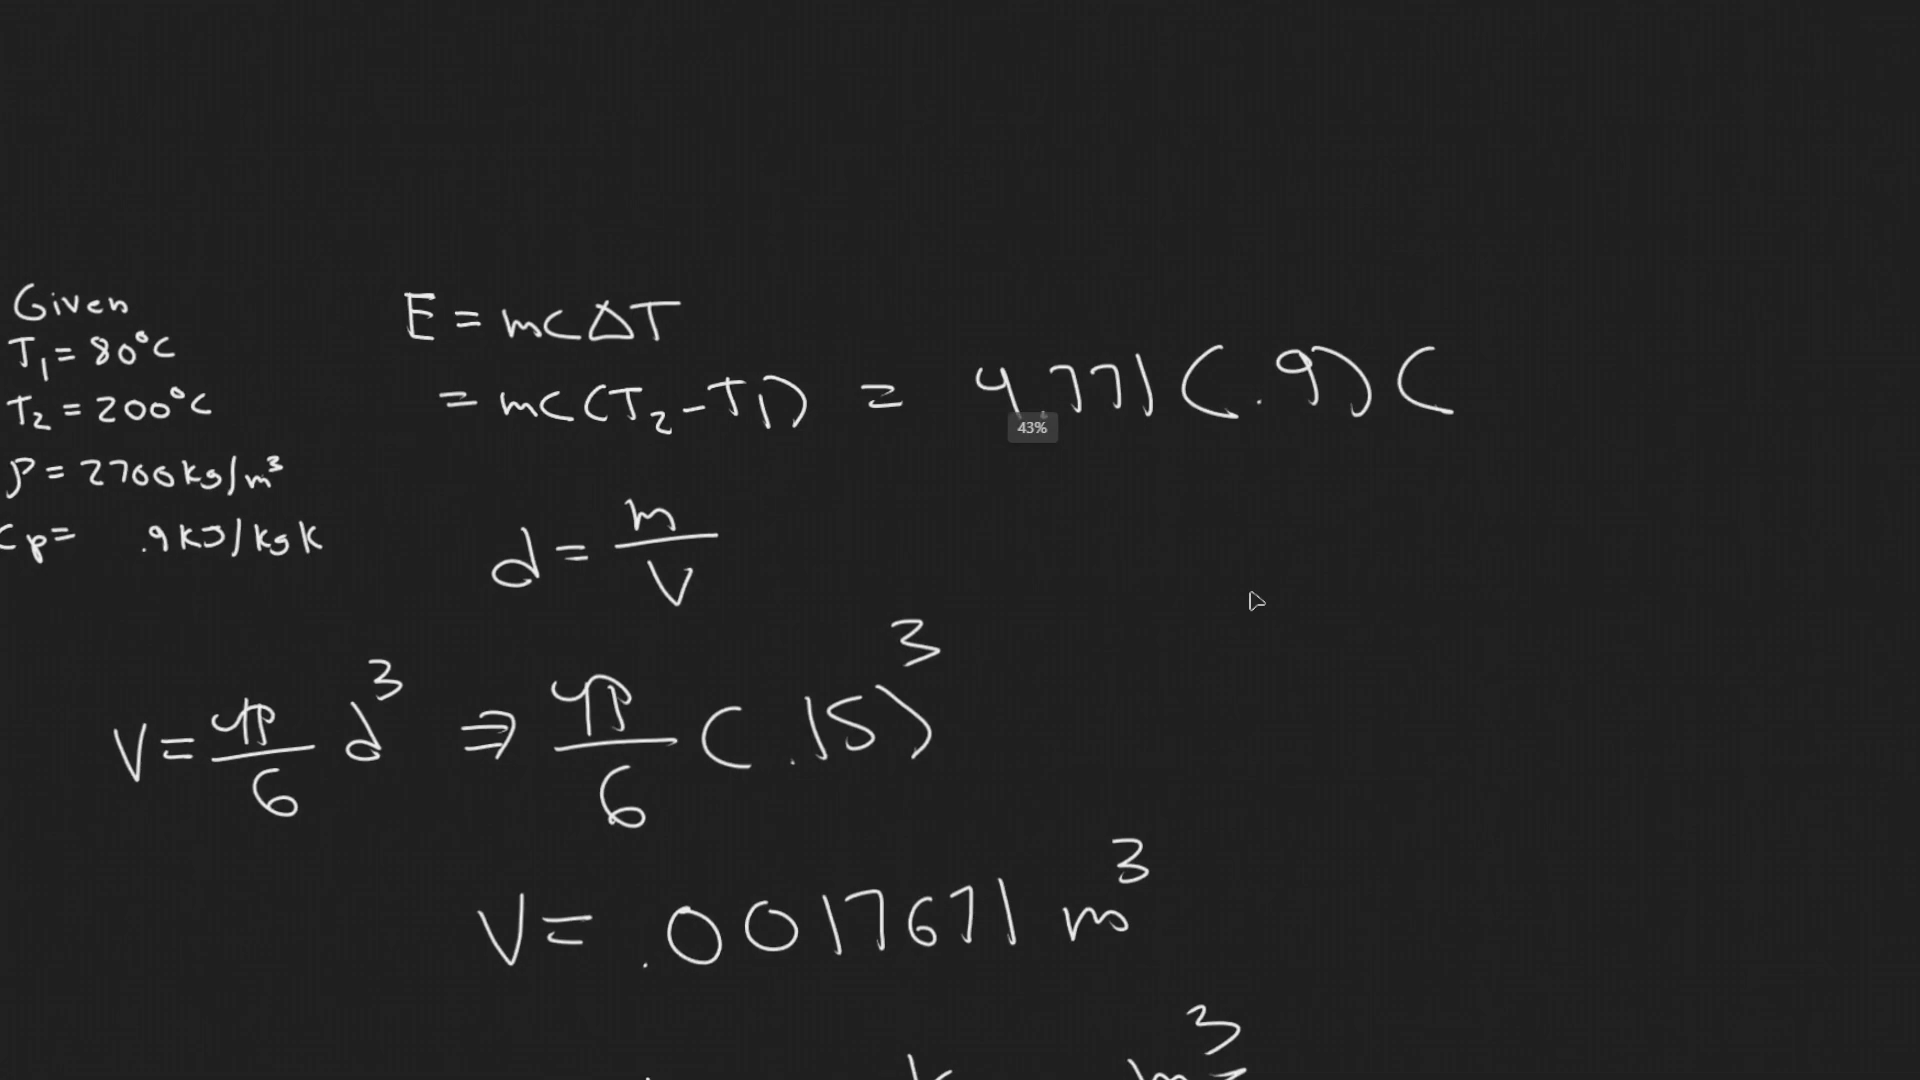 Given
T₁ = 80°C
T₂ = 200°C
ρ = 2700 kg/m³
Cp = .9 kJ/kg K
E = mcΔT
= mc(T₂-T₁) = 4.771(.9)(
43%
d = m/V
V = π/6 d³ ⇒ π/6 (.15)³
V = .0017671 m³